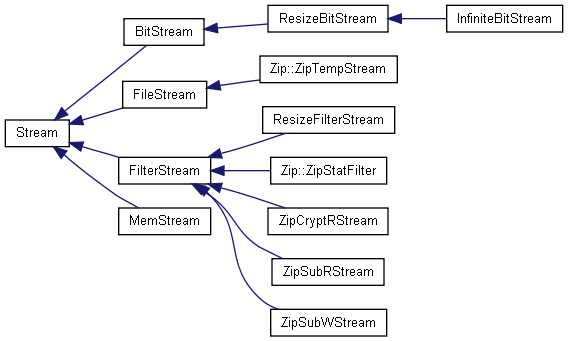 BitStream
ResizeBitStream
InfiniteBitStream
Zip::ZipTempStream
FileStream
ResizeFilterStream
Stream
FilterStream
Zip::ZipStatFilter
MemStream
ZipCryptRStream
ZipSubRStream
ZipSubWStream